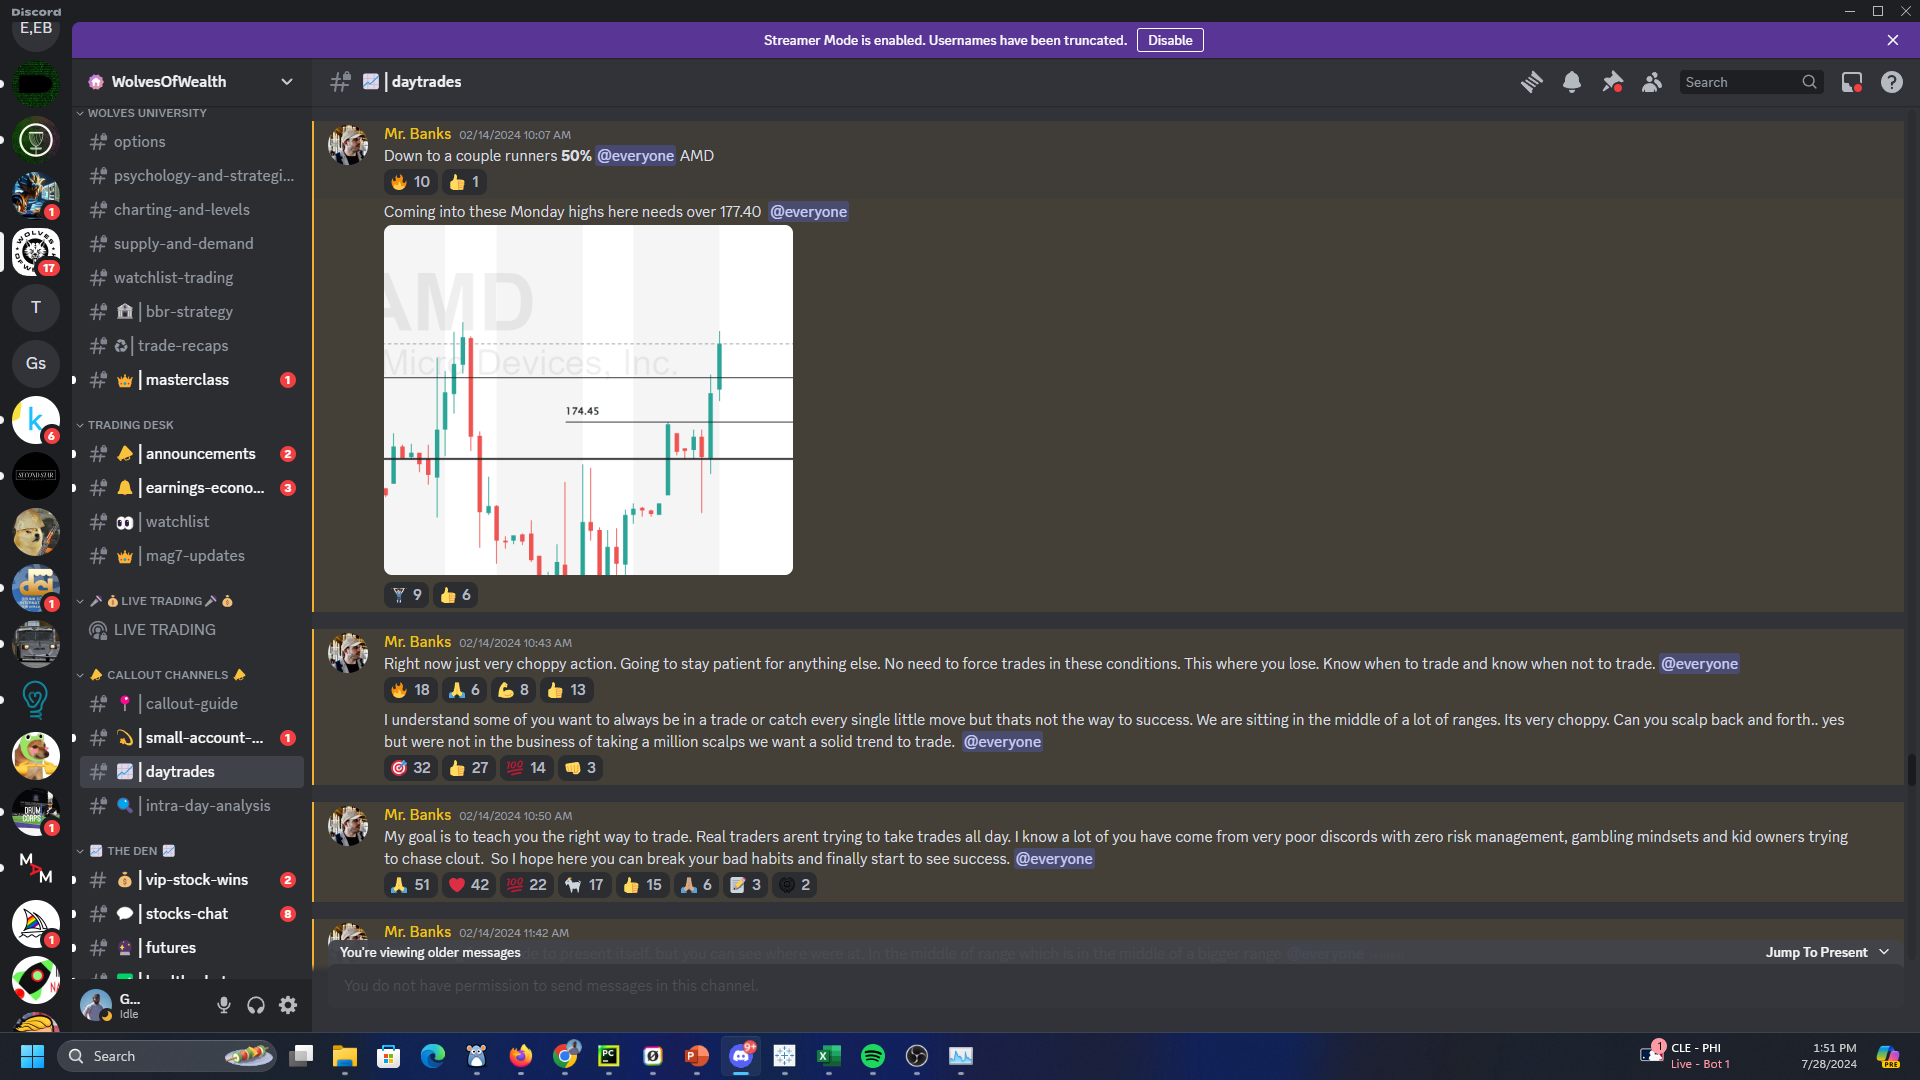 Discord
E,EB
Streamer Mode is enabled. Usernames have been truncated.
Disable
WolvesOfWealth
| daytrades
Search
WOLVES UNIVERSITY
options
psychology-and-strategi...
charting-and-levels
supply-and-demand
watchlist-trading
| bbr-strategy
| trade-recaps
| masterclass
1
TRADING DESK
| announcements
2
| earnings-econo...
3
| watchlist
| mag7-updates
LIVE TRADING
LIVE TRADING
CALLOUT CHANNELS
| callout-guide
| small-account-...
1
| daytrades
| intra-day-analysis
THE DEN
| vip-stock-wins
2
| stocks-chat
8
| futures
G...
Idle
1
17
T
Gs
k
6
SECOND STAR
dci
1
DRUM CORPS
1
MAM
1
Mr. Banks 02/14/2024 10:07 AM
Down to a couple runners 50% @everyone AMD
10 1
Coming into these Monday highs here needs over 177.40 @everyone
AMD
Micro Devices, Inc.
174.45
9 6
Mr. Banks 02/14/2024 10:43 AM
Right now just very choppy action. Going to stay patient for anything else. No need to force trades in these conditions. This where you lose. Know when to trade and know when not to trade. @everyone
18 6 8 13
I understand some of you want to always be in a trade or catch every single little move but thats not the way to success. We are sitting in the middle of a lot of ranges. Its very choppy. Can you scalp back and forth.. yes
but were not in the business of taking a million scalps we want a solid trend to trade. @everyone
32 27 14 3
Mr. Banks 02/14/2024 10:50 AM
My goal is to teach you the right way to trade. Real traders arent trying to take trades all day. I know a lot of you have come from very poor discords with zero risk management, gambling mindsets and kid owners trying
to chase clout. So I hope here you can break your bad habits and finally start to see success. @everyone
51 42 22 17 15 6 3 2
Mr. Banks 02/14/2024 11:42 AM
to present itself, but you can see where were at. In the middle of range which is in the middle of a bigger range @everyone
You're viewing older messages
Jump To Present
You do not have permission to send messages in this channel.
Search
PC
9+
1
CLE - PHI
Live - Bot 1
1:51 PM
7/28/2024
PRE